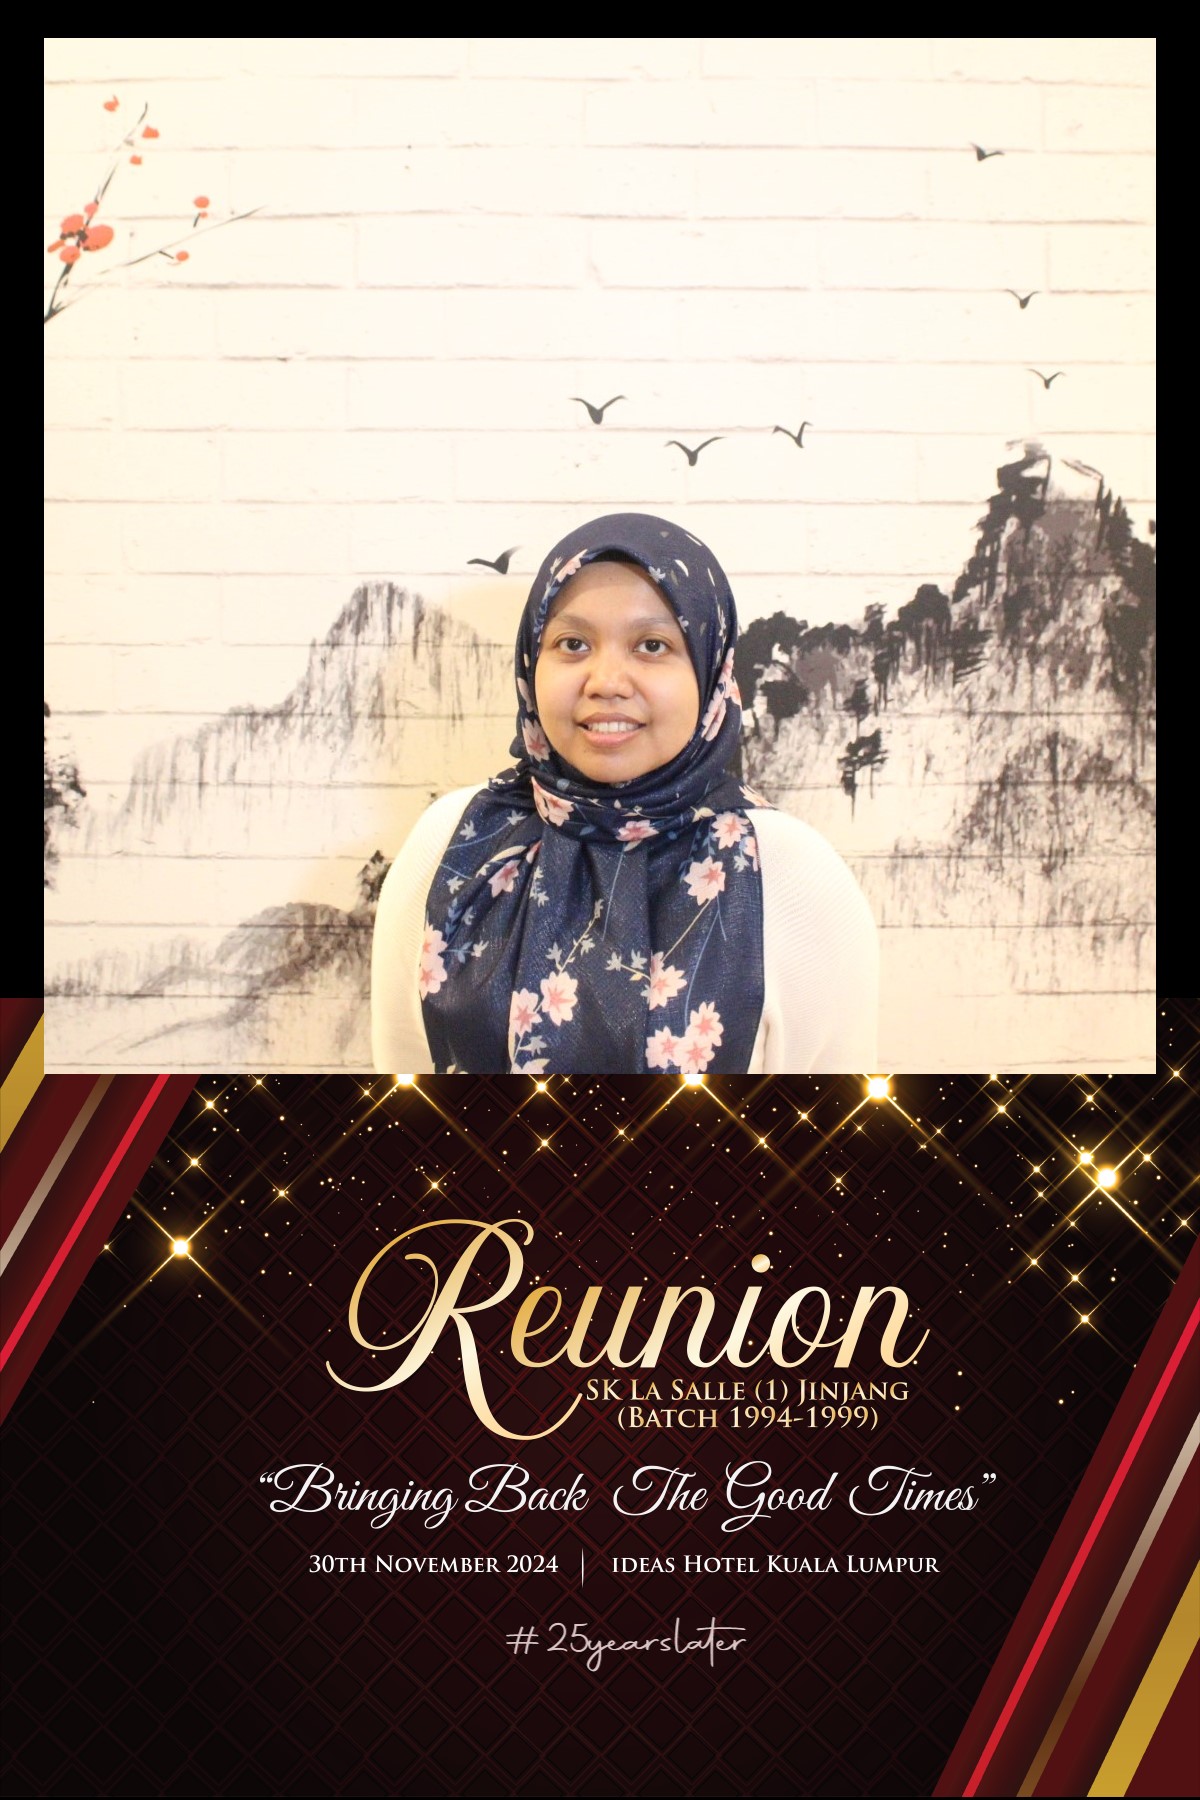 Reunion
SK La Salle (1) Jinjang
(Batch 1994-1999)
“Bringing Back The Good Times”
30th November 2024 | ideas Hotel Kuala Lumpur
#25yearslater